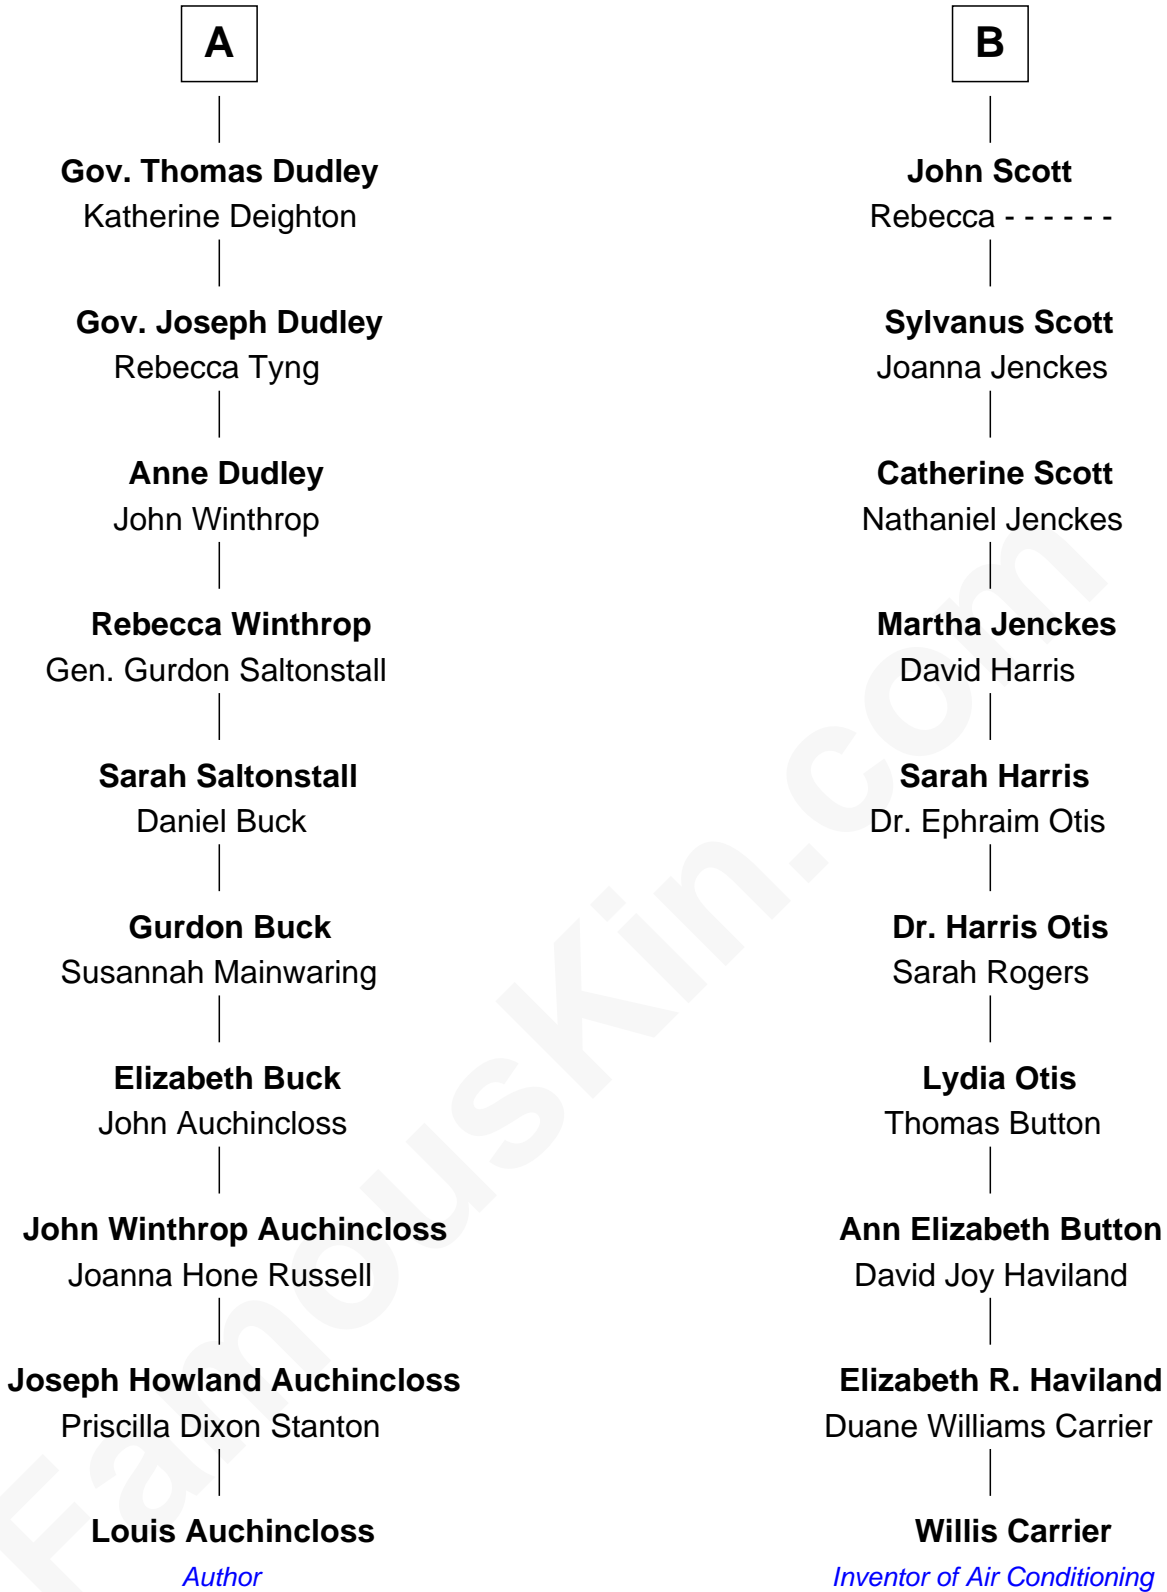 A
Gov. Thomas Dudley
Katherine Deighton
Gov. Joseph Dudley
Rebecca Tyng
Anne Dudley
John Winthrop
Rebecca Winthrop
Gen. Gurdon Saltonstall
Sarah Saltonstall
Daniel Buck
Gurdon Buck
Susannah Mainwaring
Elizabeth Buck
John Auchincloss
John Winthrop Auchincloss
Joanna Hone Russell
Joseph Howland Auchincloss
Priscilla Dixon Stanton
Louis Auchincloss
Author
B
John Scott
Rebecca - - - - - -
Sylvanus Scott
Joanna Jenckes
Catherine Scott
Nathaniel Jenckes
Martha Jenckes
David Harris
Sarah Harris
Dr. Ephraim Otis
Dr. Harris Otis
Sarah Rogers
Lydia Otis
Thomas Button
Ann Elizabeth Button
David Joy Haviland
Elizabeth R. Haviland
Duane Williams Carrier
Willis Carrier
Inventor of Air Conditioning
FamousKin.com